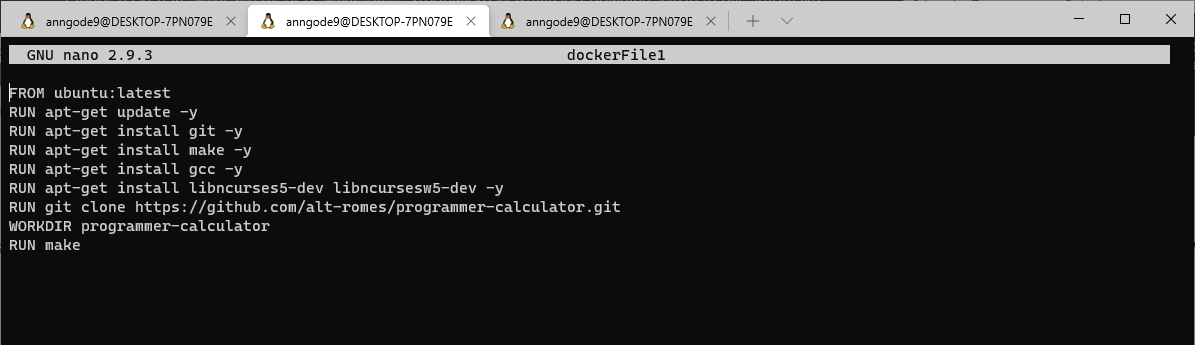 anngode9@DESKTOP-7PN079E
anngode9@DESKTOP-7PN079E
anngode9@DESKTOP-7PN079E
GNU nano 2.9.3 dockerFile1
FROM ubuntu:latest
RUN apt-get update -y
RUN apt-get install git -y
RUN apt-get install make -y
RUN apt-get install gcc -y
RUN apt-get install libncurses5-dev libncursesw5-dev -y
RUN git clone https://github.com/alt-romes/programmer-calculator.git
WORKDIR programmer-calculator
RUN make